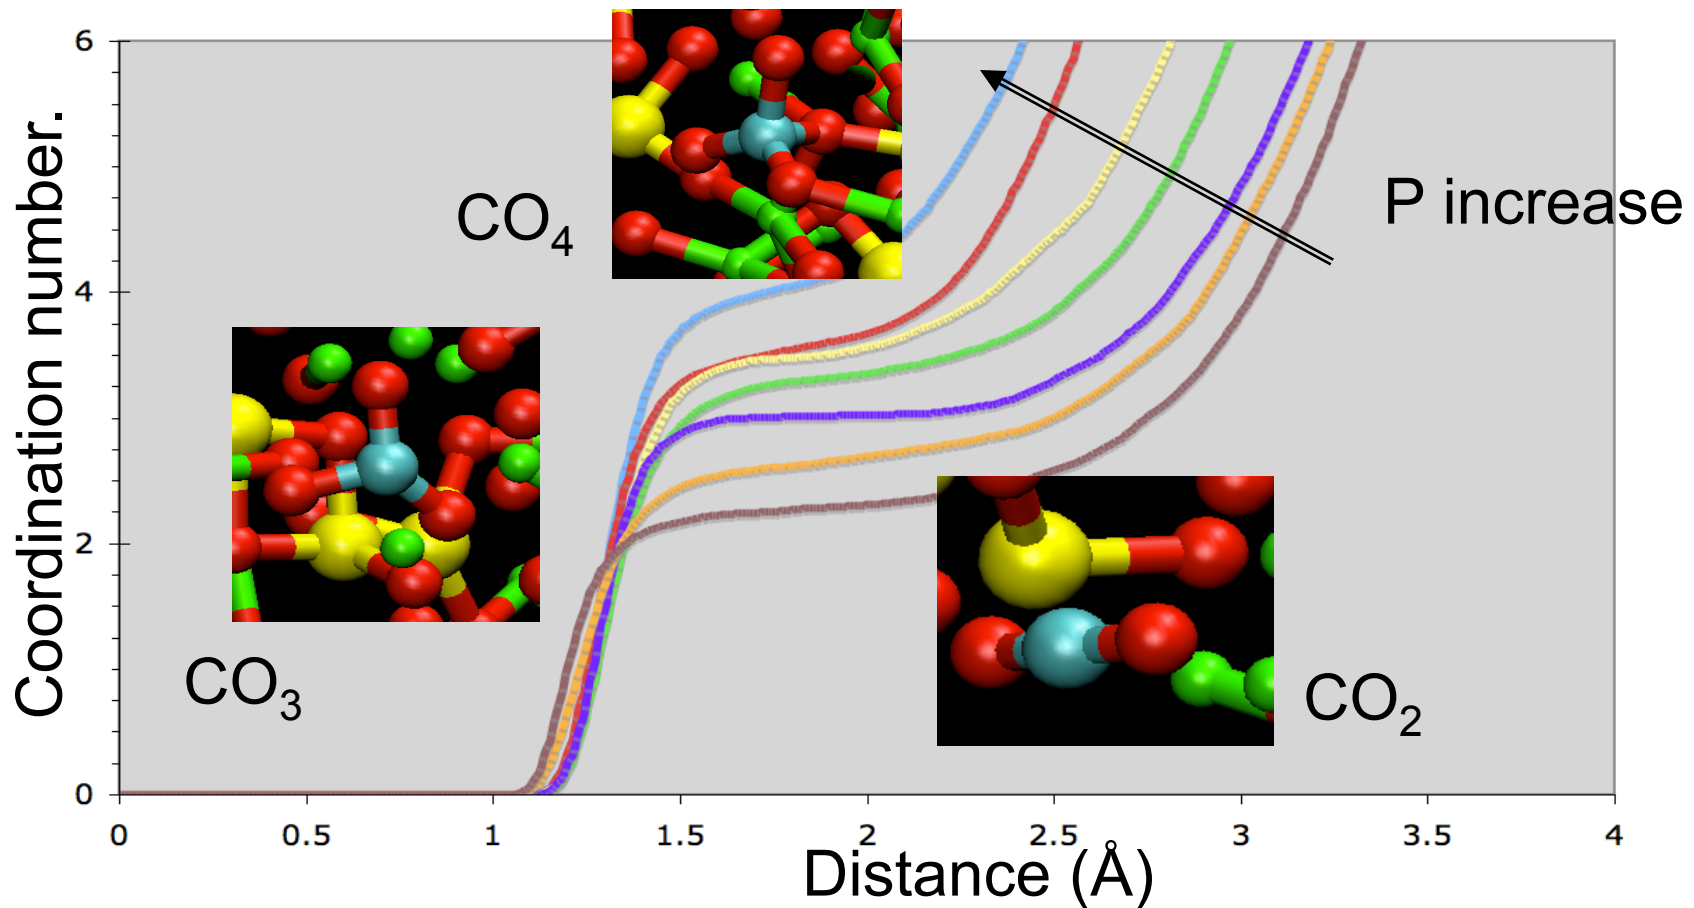 Coordination number.
6
4
2
0
CO₄
P increase
CO₃
CO₂
0 0.5 1 1.5 2 2.5 3 3.5 4
Distance (Å)